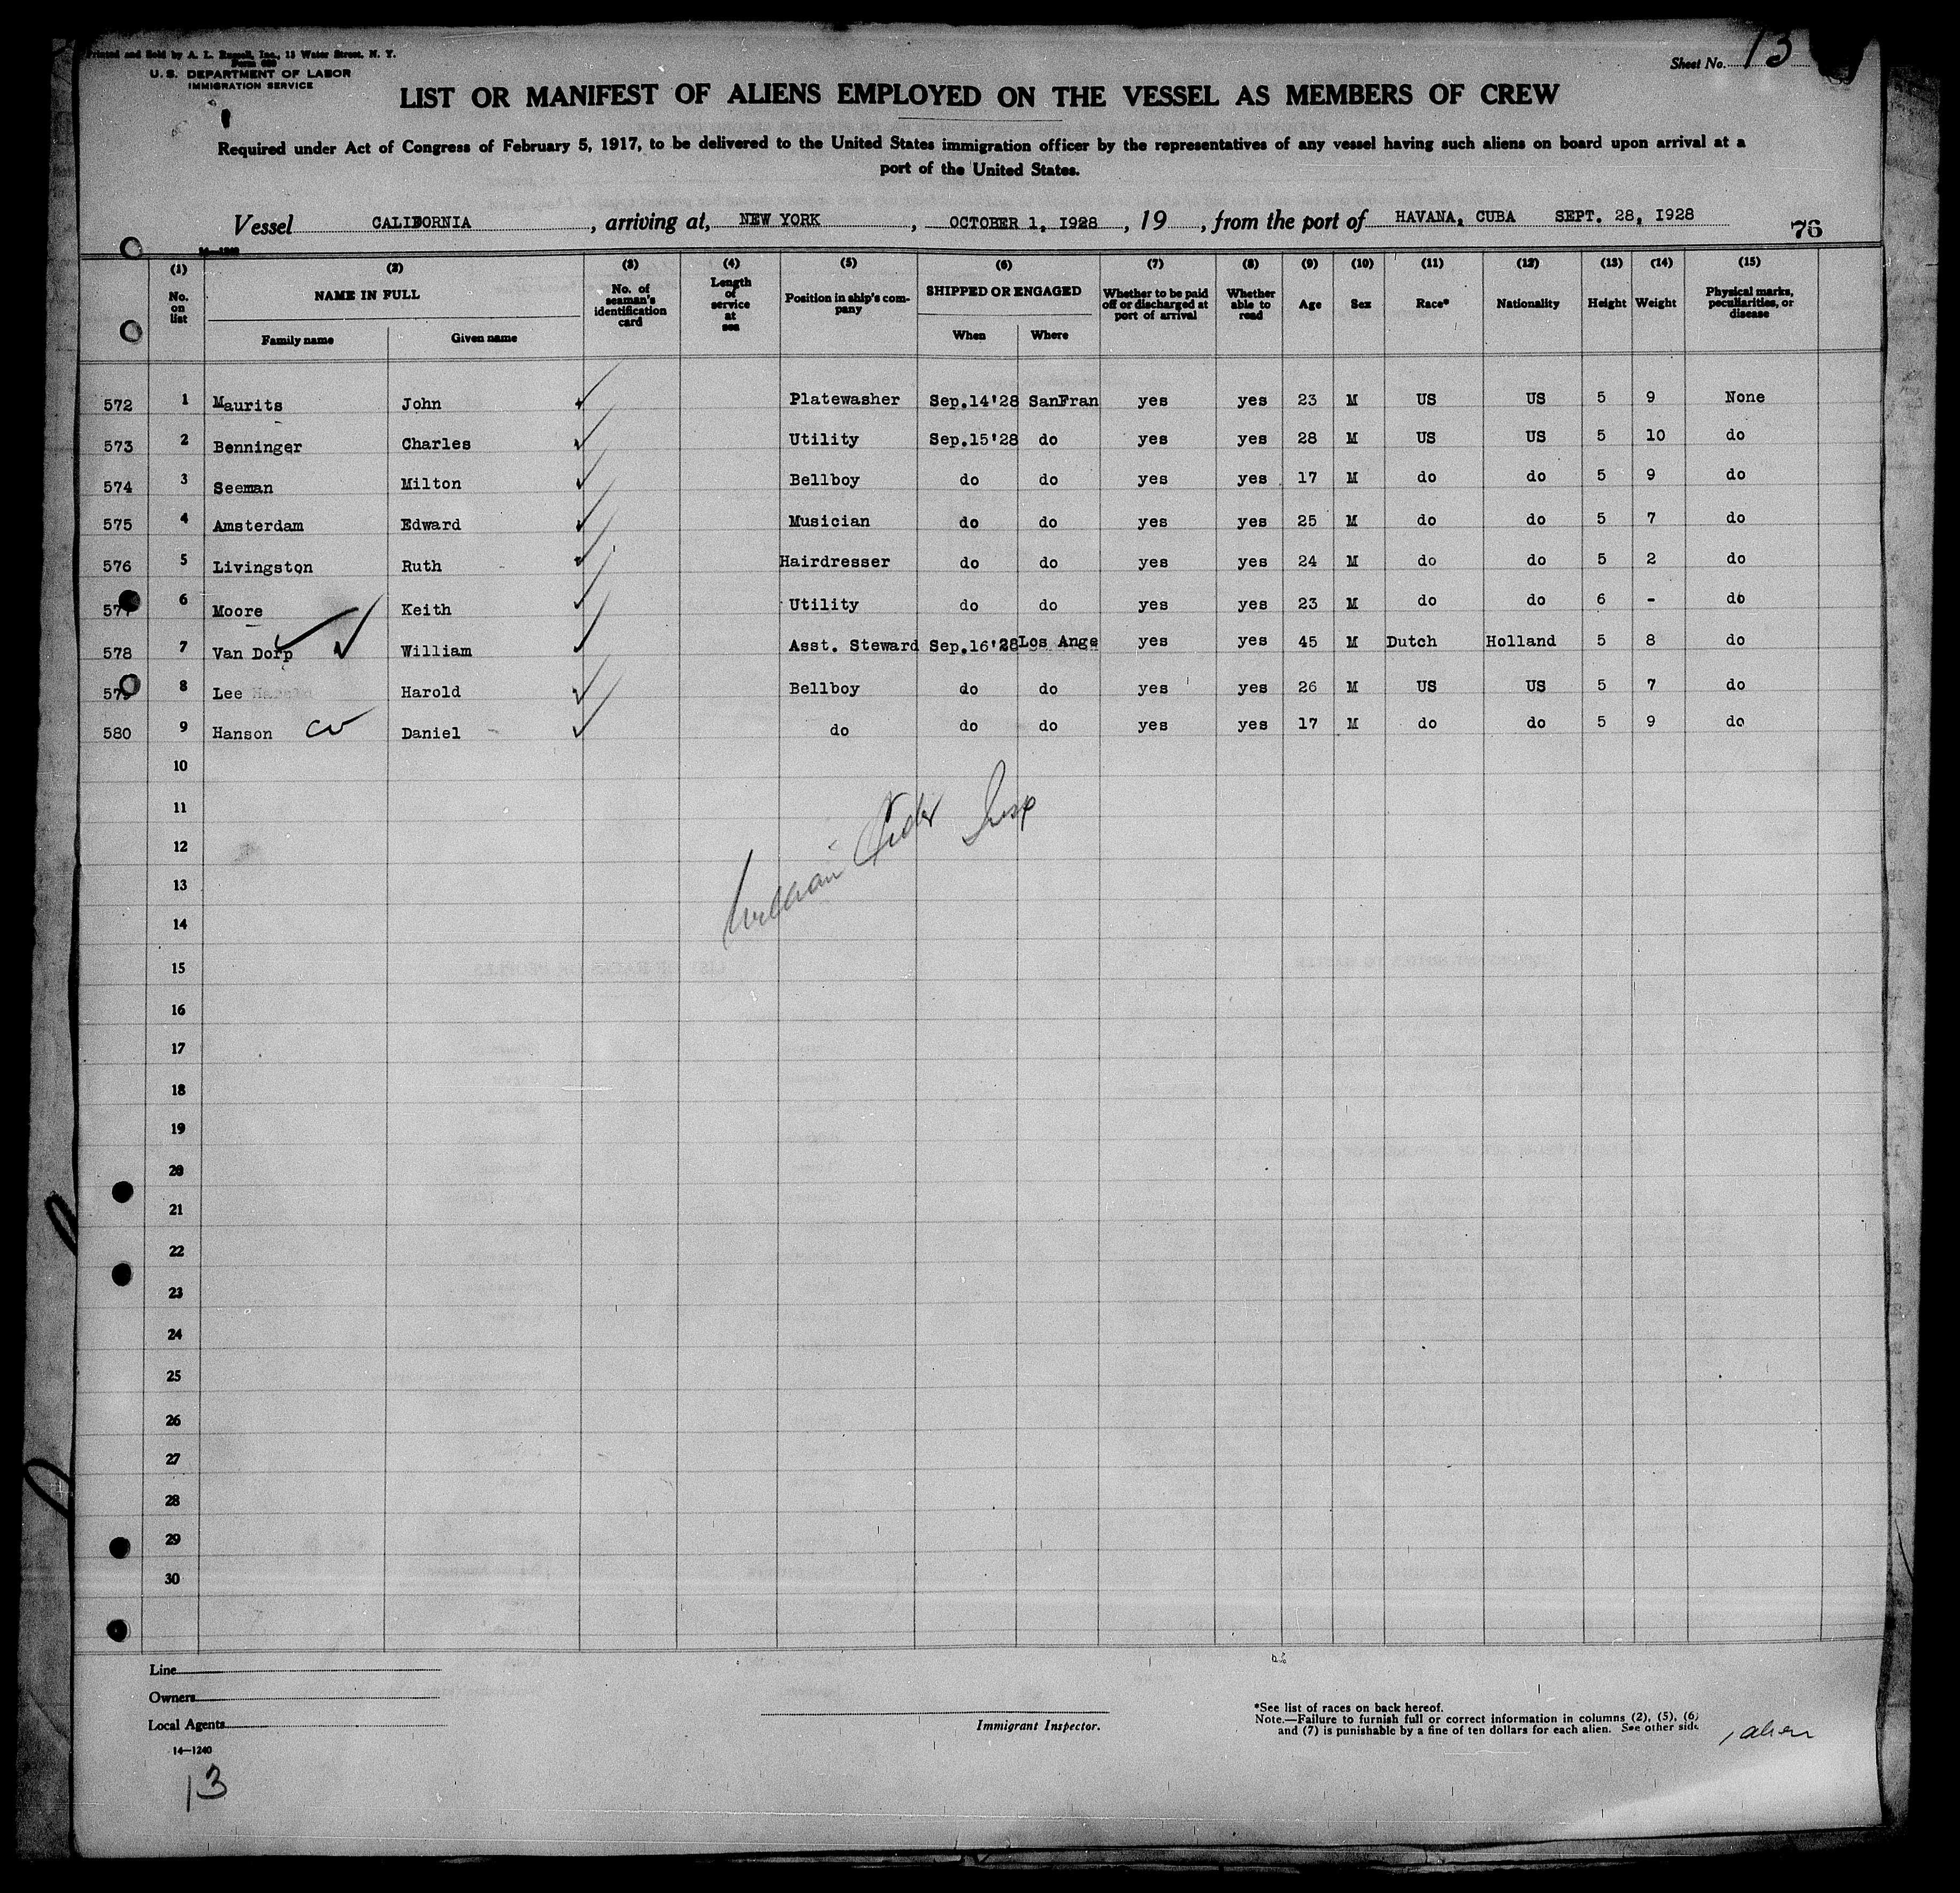 Printed and Sold by A. L. Russell, Inc., 13 Water Street, N. Y.
Form 680
U. S. DEPARTMENT OF LABOR
IMMIGRATION SERVICE
Sheet No. 13
LIST OR MANIFEST OF ALIENS EMPLOYED ON THE VESSEL AS MEMBERS OF CREW
Required under Act of Congress of February 5, 1917, to be delivered to the United States immigration officer by the representatives of any vessel having such aliens on board upon arrival at a
port of the United States.
Vessel CALIFORNIA, arriving at, NEW YORK, OCTOBER 1, 1928, 19 , from the port of HAVANA, CUBA SEPT. 28, 1928
76
14—1240
(1) (2) (3) (4) (5) (6) (7) (8) (9) (10) (11) (12) (13) (14) (15)
No. on list NAME IN FULL Family name Given name No. of seaman's identification card Length of service at sea Position in ship's company SHIPPED OR ENGAGED When Where Whether to be paid off or discharged at port of arrival Whether able to read Age Sex Race* Nationality Height Weight Physical marks, peculiarities, or disease
572 1 Maurits John Platewasher Sep.14'28 SanFran yes yes 23 M US US 5 9 None
573 2 Benninger Charles Utility Sep.15'28 do yes yes 28 M US US 5 10 do
574 3 Seeman Milton Bellboy do do yes yes 17 M do do 5 9 do
575 4 Amsterdam Edward Musician do do yes yes 25 M do do 5 7 do
576 5 Livingston Ruth Hairdresser do do yes yes 24 M do do 5 2 do
577 6 Moore Keith Utility do do yes yes 23 M do do 6 - do
578 7 Van Dorp William Asst. Steward Sep.16'28 Los Ange yes yes 45 M Dutch Holland 5 8 do
579 8 Lee Harold Bellboy do do yes yes 26 M US US 5 7 do
580 9 Hanson Daniel do do do yes yes 17 M do do 5 9 do
10
11
12
13
14
15
16
17
18
19
20
21
22
23
24
25
26
27
28
29
30
William Insp
Line
Owners
Local Agents
Immigrant Inspector.
*See list of races on back hereof.
Note.—Failure to furnish full or correct information in columns (2), (5), (6)
and (7) is punishable by a fine of ten dollars for each alien. See other side
1 alien
14—1240
13